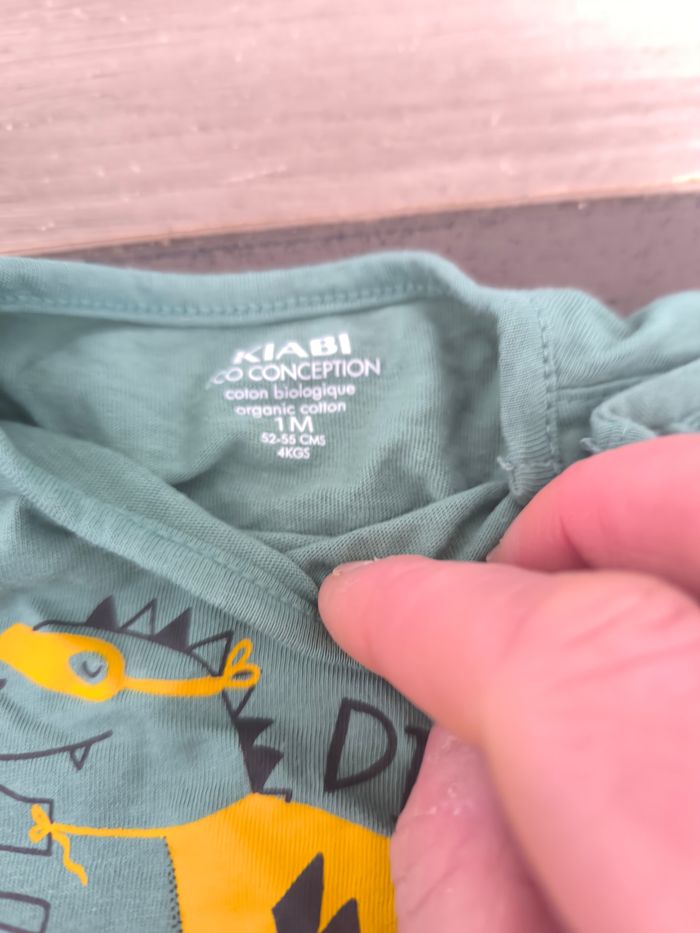 KIABI
CO CONCEPTION
coton biologique
organic cotton
1M
52-55 CMS
4KGS